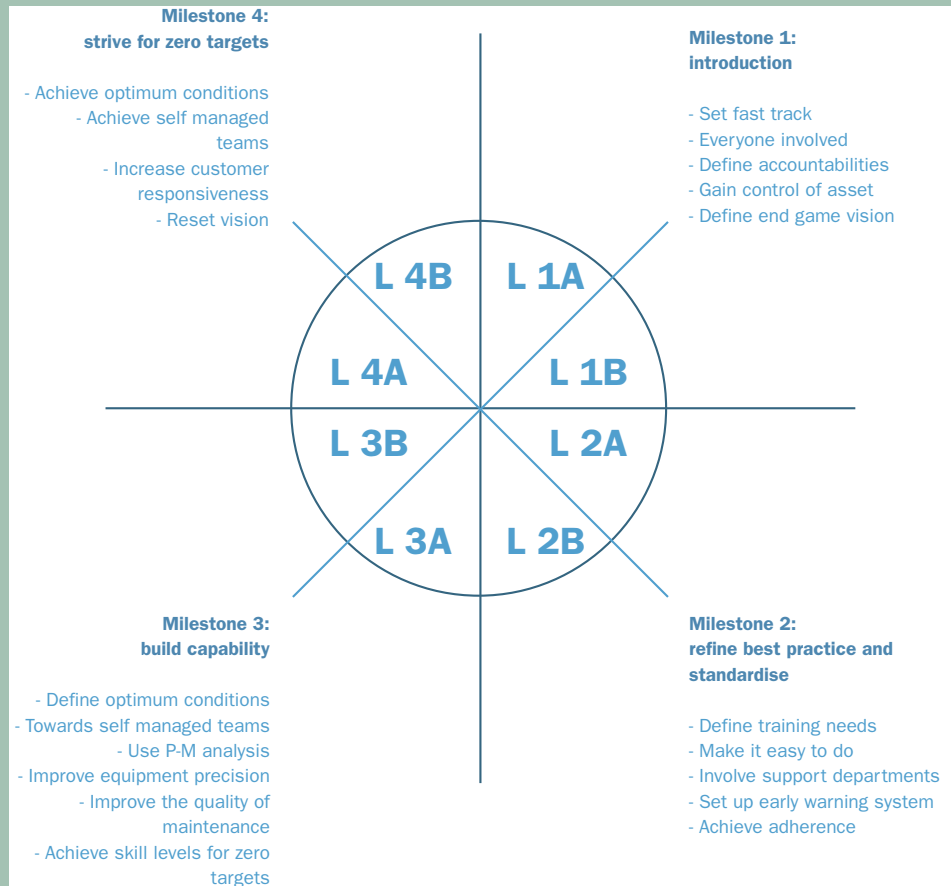 Milestone 4:
strive for zero targets
- Achieve optimum conditions
- Achieve self managed
teams
- Increase customer
responsiveness
- Reset vision
Milestone 1:
introduction
- Set fast track
- Everyone involved
- Define accountabilities
- Gain control of asset
- Define end game vision
L 4B
L 1A
L 4A
L 1B
L 3B
L 2A
L 3A
L 2B
Milestone 3:
build capability
- Define optimum conditions
- Towards self managed teams
- Use P-M analysis
- Improve equipment precision
- Improve the quality of
maintenance
- Achieve skill levels for zero
targets
Milestone 2:
refine best practice and
standardise
- Define training needs
- Make it easy to do
- Involve support departments
- Set up early warning system
- Achieve adherence